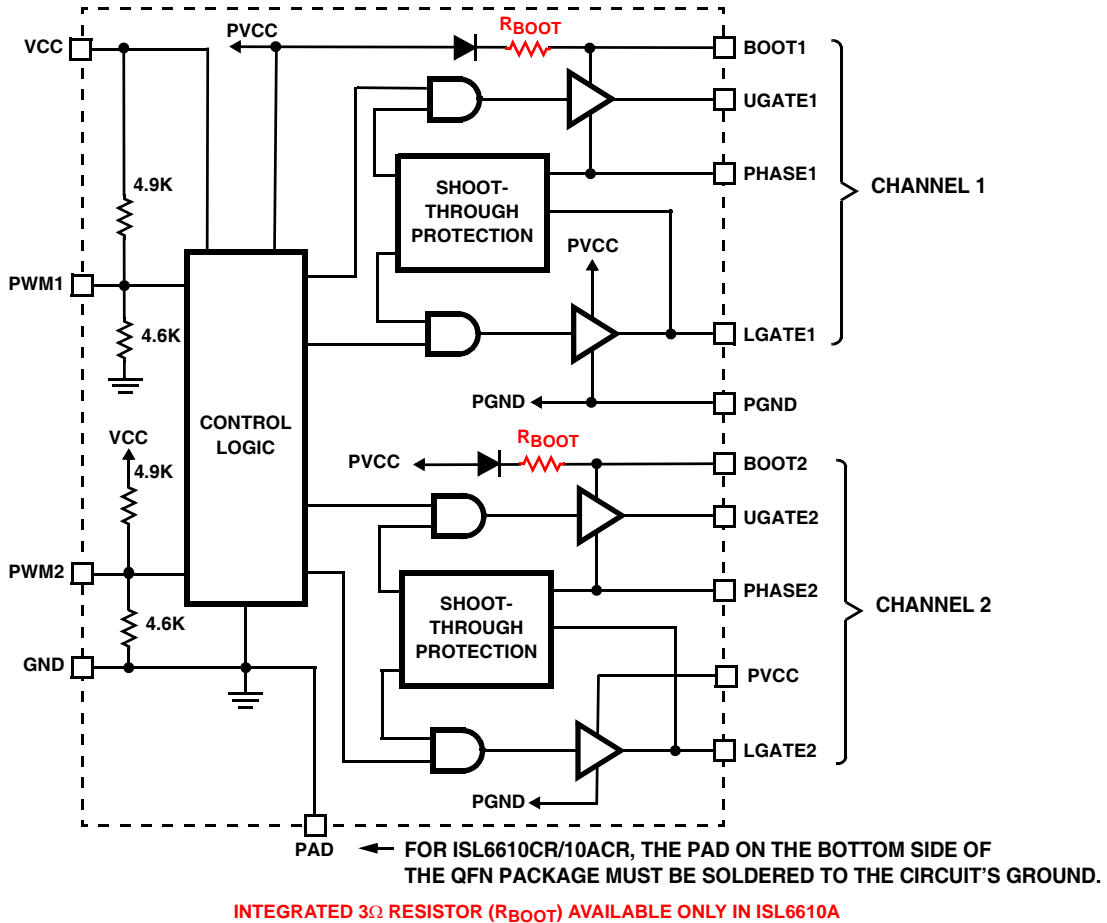 VCC
PVCC
RBOOT
BOOT1
UGATE1
4.9K
SHOOT-
THROUGH
PROTECTION
PHASE1
CHANNEL 1
PVCC
PWM1
4.6K
LGATE1
CONTROL
LOGIC
PGND
PGND
VCC
4.9K
PVCC
RBOOT
BOOT2
UGATE2
PWM2
SHOOT-
THROUGH
PROTECTION
PHASE2
CHANNEL 2
4.6K
GND
PVCC
LGATE2
PGND
PAD
FOR ISL6610CR/10ACR, THE PAD ON THE BOTTOM SIDE OF
THE QFN PACKAGE MUST BE SOLDERED TO THE CIRCUIT'S GROUND.
INTEGRATED 3Ω RESISTOR (RBOOT) AVAILABLE ONLY IN ISL6610A